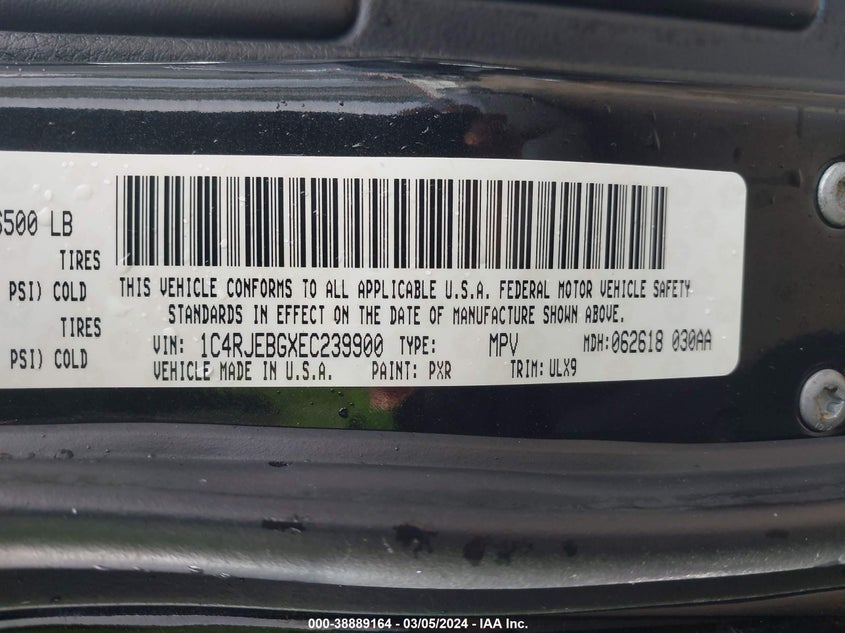 6500 LB
TIRES
PSI) COLD
TIRES
PSI) COLD
THIS VEHICLE CONFORMS TO ALL APPLICABLE U.S.A. FEDERAL MOTOR VEHICLE SAFETY
STANDARDS IN EFFECT ON THE DATE OF MANUFACTURE SHOWN ABOVE.
VIN: 1C4RJEBGXEC239900 TYPE: MPV MDH: 062618 030AA
VEHICLE MADE IN U.S.A. PAINT: PXR TRIM: ULX9
000-38889164 - 03/05/2024 - IAA Inc.